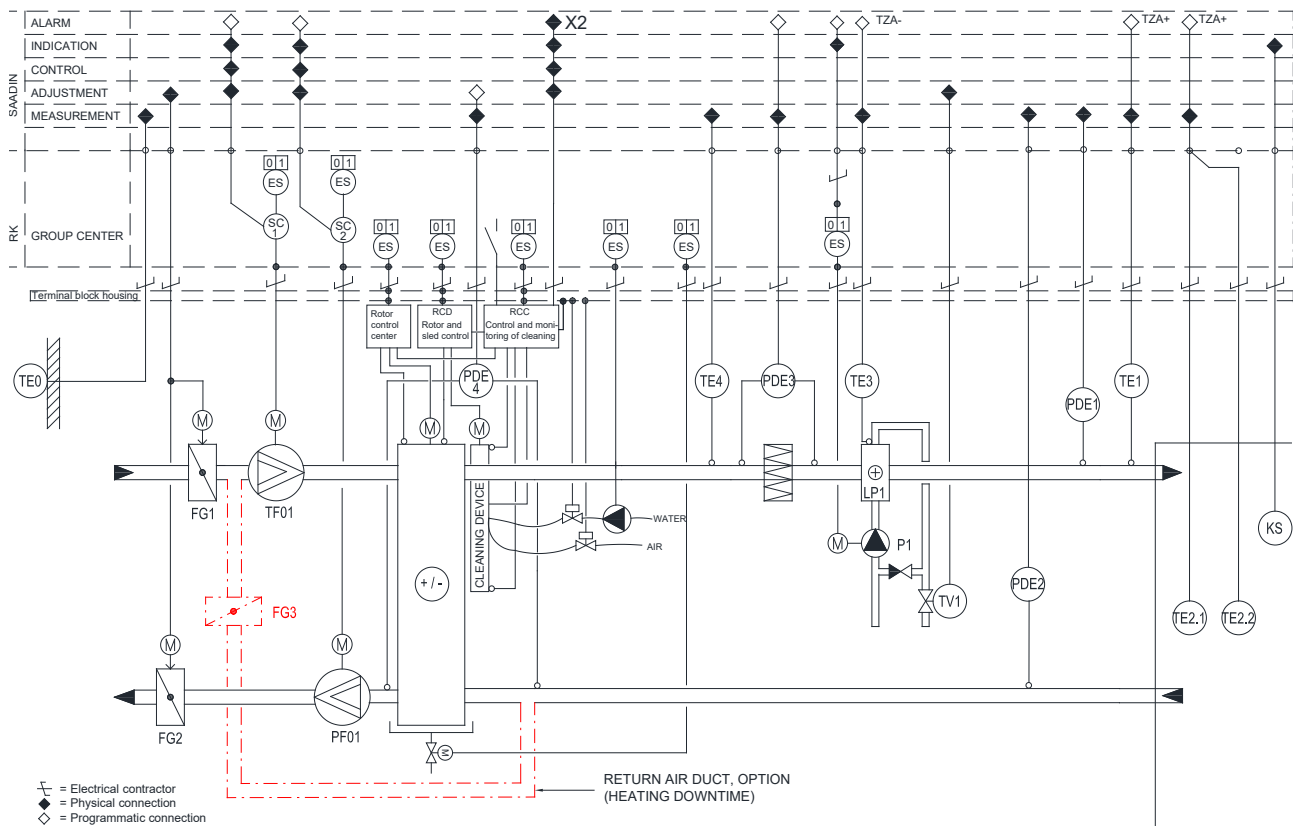 ALARM
X2
TZA-
TZA+
TZA+
INDICATION
CONTROL
ADJUSTMENT
MEASUREMENT
SAADIN
0 1
ES
0 1
ES
SC
1
SC
2
RK
GROUP CENTER
0 1
ES
0 1
ES
0 1
ES
0 1
ES
0 1
ES
0 1
ES
Terminal block housing
Rotor
control
center
RCD
Rotor and
sled control
RCC
Control and moni-
toring of cleaning
TE0
PDE
4
TE4
PDE3
TE3
PDE1
TE1
M
M
M
M
FG1
TF01
CLEANING DEVICE
WATER
AIR
LP1
M
P1
KS
+ / -
PDE2
TV1
TE2.1
TE2.2
FG3
M
M
FG2
PF01
M
RETURN AIR DUCT, OPTION
(HEATING DOWNTIME)
= Electrical contractor
= Physical connection
= Programmatic connection